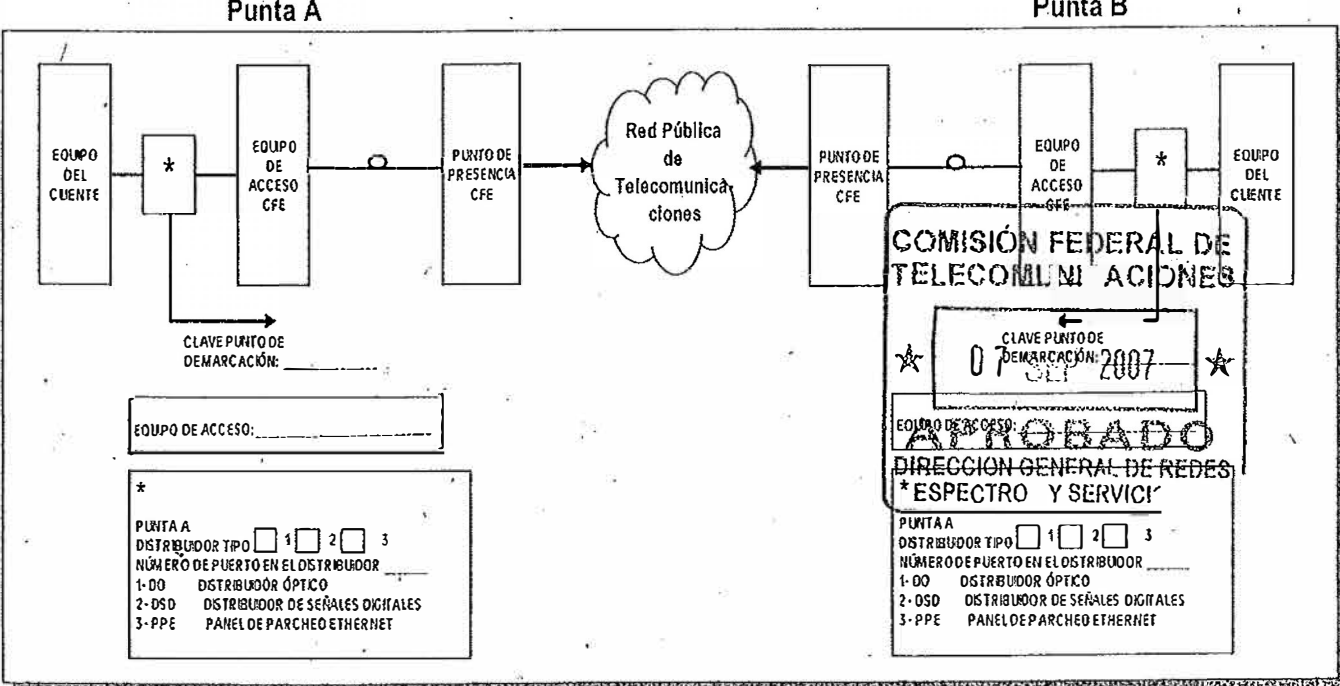 Punta A
Punta B
EQUIPO
DEL
CLIENTE
*
EQUIPO
DE
ACCESO
CFE
PUNTO DE
PRESENCIA
CFE
Red Pública
de
Telecomunica-
ciones
PUNTO DE
PRESENCIA
CFE
EQUIPO
DE
ACCESO
CFE
*
EQUIPO
DEL
CLIENTE
CLAVE PUNTO DE
DEMARCACIÓN:
EQUIPO DE ACCESO:
*
PUNTA A
DISTRIBUIDOR TIPO 1 2 3
NÚMERO DE PUERTO EN EL DISTRIBUIDOR
1- DO DISTRIBUIDOR ÓPTICO
2- DSD DISTRIBUIDOR DE SEÑALES DIGITALES
3- PPE PANEL DE PARCHEO ETHERNET
COMISIÓN FEDERAL DE
TELECOMUNI ACIONES
CLAVE PUNTO DE
DEMARCACIÓN:
07 SEP 2007
EQUIPO DE ACCESO:
APROBADO
DIRECCION GENERAL DE REDES
* ESPECTRO Y SERVICI
PUNTA A
DISTRIBUIDOR TIPO 1 2 3
NÚMERO DE PUERTO EN EL DISTRIBUIDOR
1- DO DISTRIBUIDOR ÓPTICO
2- DSD DISTRIBUIDOR DE SEÑALES DIGITALES
3- PPE PANEL DE PARCHEO ETHERNET